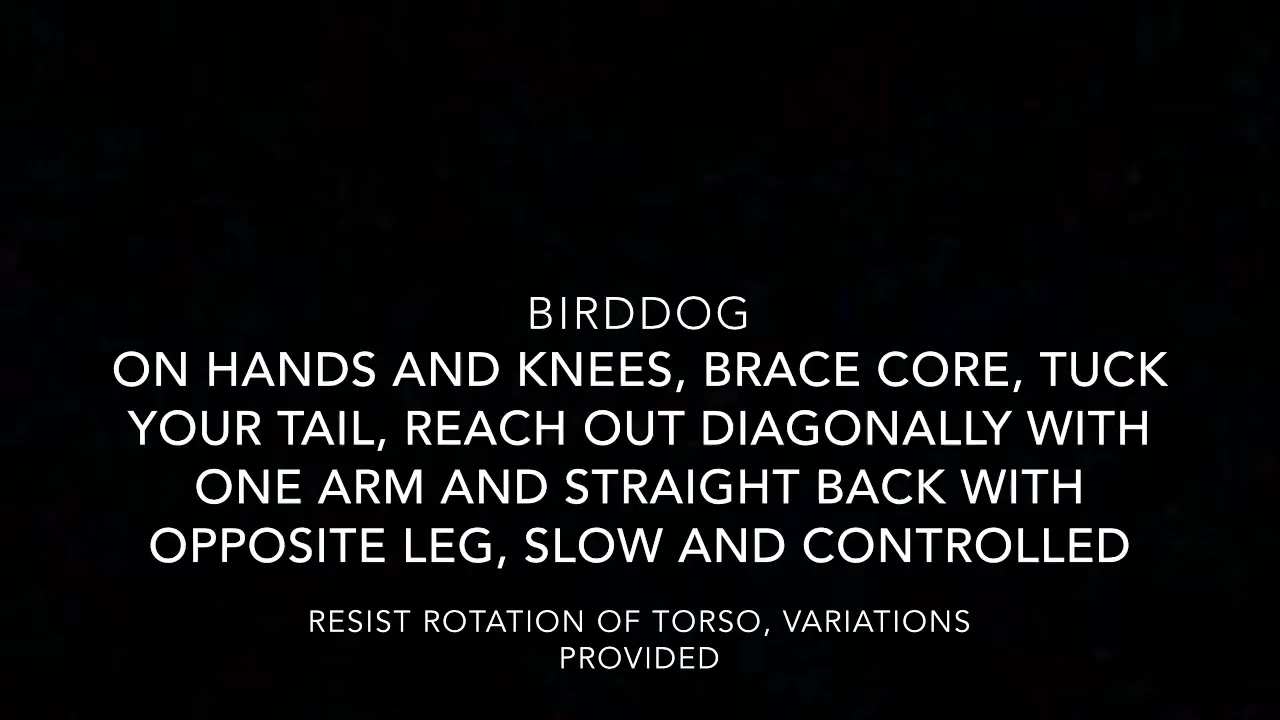 BIRDDOG
ON HANDS AND KNEES, BRACE CORE, TUCK
YOUR TAIL, REACH OUT DIAGONALLY WITH
ONE ARM AND STRAIGHT BACK WITH
OPPOSITE LEG, SLOW AND CONTROLLED
RESIST ROTATION OF TORSO, VARIATIONS
PROVIDED